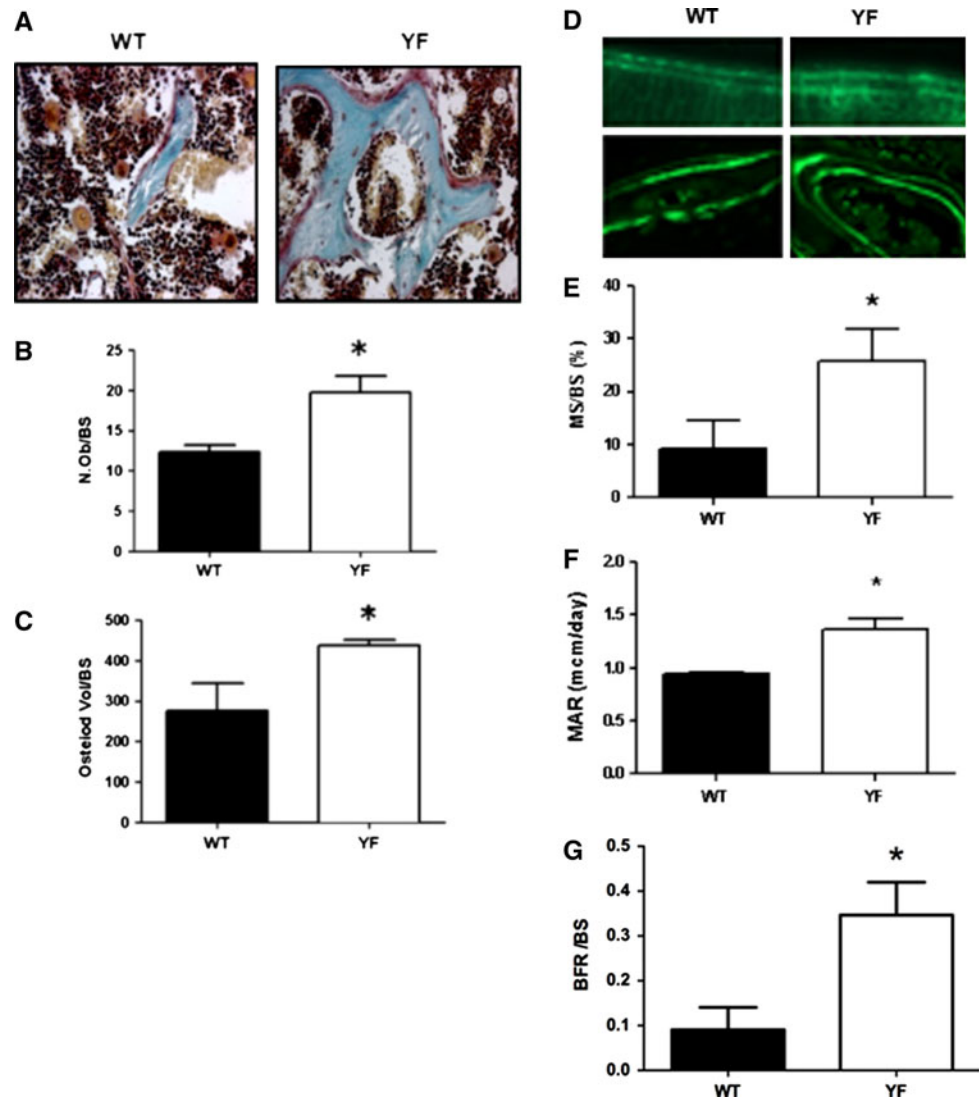 A
WT YF
B
N.Ob/BS
25
20
15
10
5
0
*
WT YF
C
Osteiod Vol/BS
500
400
300
200
100
0
*
WT YF
D
WT YF
E
MS/BS (%)
40
30
20
10
0
*
WT YF
F
MAR (mcm/day)
2.0
1.5
1.0
0.5
0.0
*
WT YF
G
BFR/BS
0.5
0.4
0.3
0.2
0.1
0.0
*
WT YF